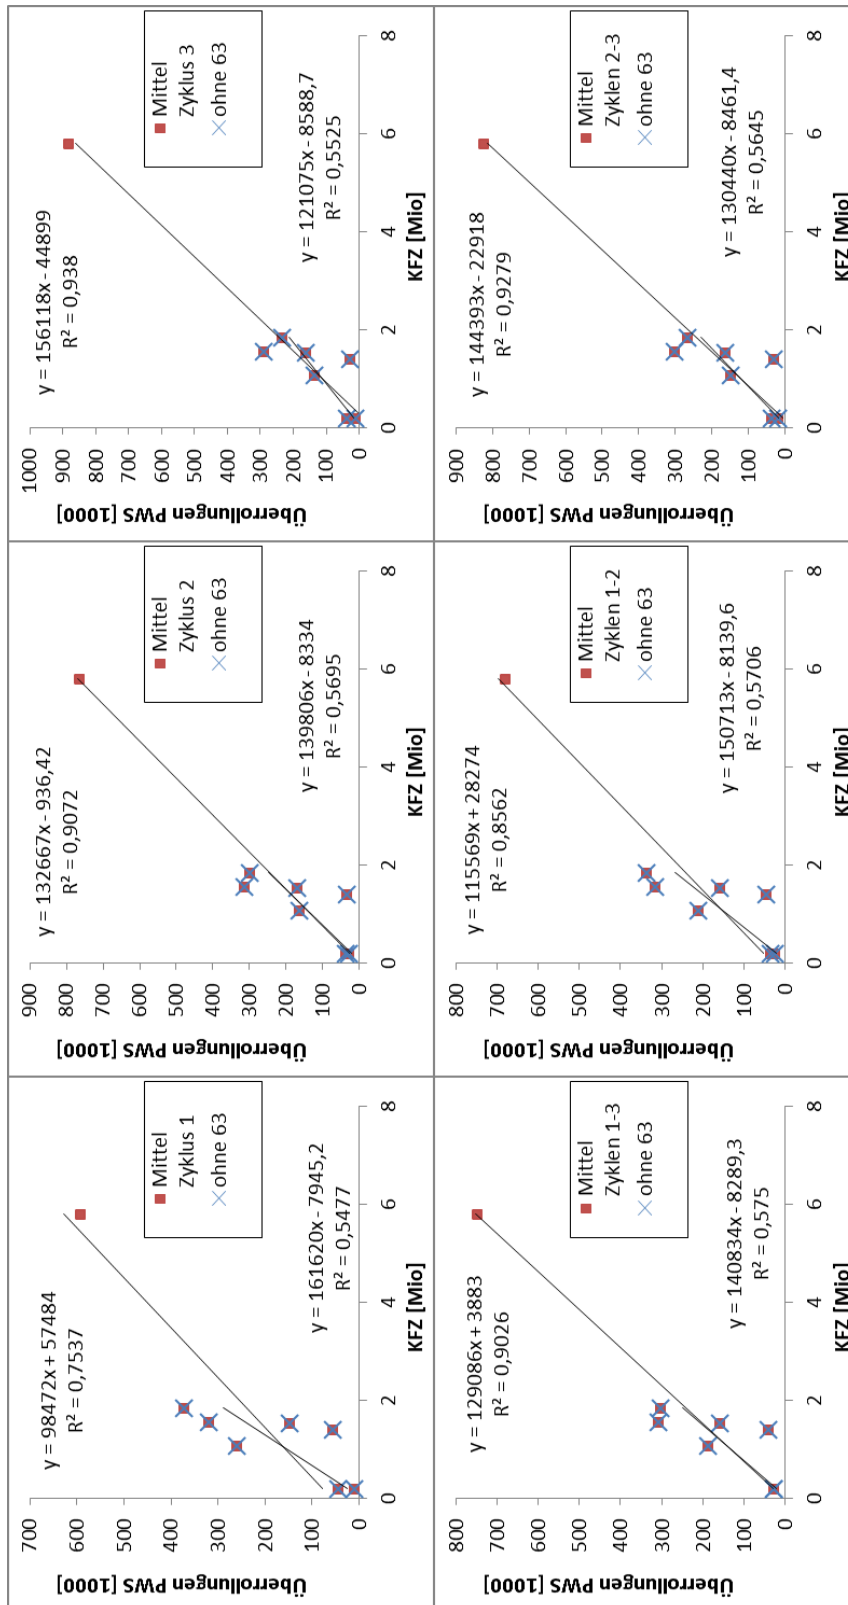 y = 98472x + 57484
R² = 0,7537
700
600
500
400
300
200
100
0
Überrollungen PWS [1000]
Mittel
Zyklus 1
ohne 63
y = 161620x - 7945,2
R² = 0,5477
0
2
4
6
8
KFZ [Mio]
y = 132667x - 936,42
R² = 0,9072
900
800
700
600
500
400
300
200
100
0
Überrollungen PWS [1000]
Mittel
Zyklus 2
ohne 63
y = 139806x - 8334
R² = 0,5695
0
2
4
6
8
KFZ [Mio]
y = 156118x - 44899
R² = 0,938
1000
900
800
700
600
500
400
300
200
100
0
Überrollungen PWS [1000]
Mittel
Zyklus 3
ohne 63
y = 121075x - 8588,7
R² = 0,5525
0
2
4
6
8
KFZ [Mio]
y = 129086x + 3883
R² = 0,9026
800
700
600
500
400
300
200
100
0
Überrollungen PWS [1000]
Mittel
Zyklen 1-3
ohne 63
y = 140834x - 8289,3
R² = 0,575
0
2
4
6
8
KFZ [Mio]
y = 115569x + 28274
R² = 0,8562
800
700
600
500
400
300
200
100
0
Überrollungen PWS [1000]
Mittel
Zyklen 1-2
ohne 63
y = 150713x - 8139,6
R² = 0,5706
0
2
4
6
8
KFZ [Mio]
y = 144393x - 22918
R² = 0,9279
900
800
700
600
500
400
300
200
100
0
Überrollungen PWS [1000]
Mittel
Zyklen 2-3
ohne 63
y = 130440x - 8461,4
R² = 0,5645
0
2
4
6
8
KFZ [Mio]